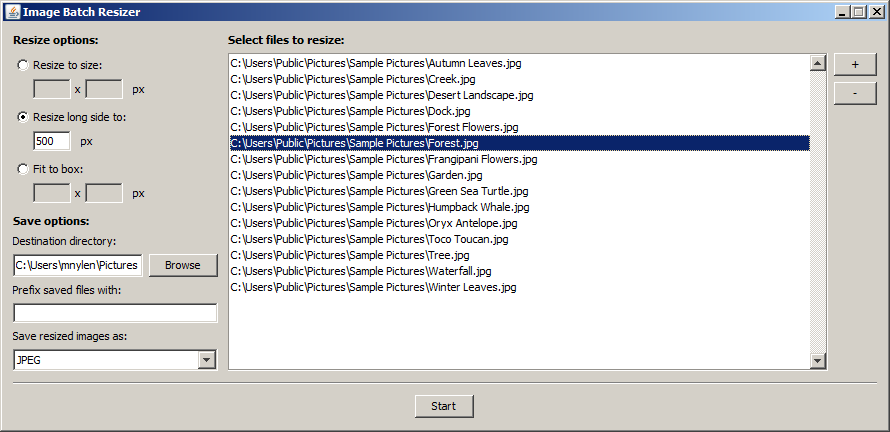 Image Batch Resizer
Resize options:
Resize to size:
x px
Resize long side to:
500 px
Fit to box:
x px
Save options:
Destination directory:
C:\Users\mnylen\Pictures Browse
Prefix saved files with:
Save resized images as:
JPEG
Select files to resize:
C:\Users\Public\Pictures\Sample Pictures\Autumn Leaves.jpg
C:\Users\Public\Pictures\Sample Pictures\Creek.jpg
C:\Users\Public\Pictures\Sample Pictures\Desert Landscape.jpg
C:\Users\Public\Pictures\Sample Pictures\Dock.jpg
C:\Users\Public\Pictures\Sample Pictures\Forest Flowers.jpg
C:\Users\Public\Pictures\Sample Pictures\Forest.jpg
C:\Users\Public\Pictures\Sample Pictures\Frangipani Flowers.jpg
C:\Users\Public\Pictures\Sample Pictures\Garden.jpg
C:\Users\Public\Pictures\Sample Pictures\Green Sea Turtle.jpg
C:\Users\Public\Pictures\Sample Pictures\Humpback Whale.jpg
C:\Users\Public\Pictures\Sample Pictures\Oryx Antelope.jpg
C:\Users\Public\Pictures\Sample Pictures\Toco Toucan.jpg
C:\Users\Public\Pictures\Sample Pictures\Tree.jpg
C:\Users\Public\Pictures\Sample Pictures\Waterfall.jpg
C:\Users\Public\Pictures\Sample Pictures\Winter Leaves.jpg
+
-
Start